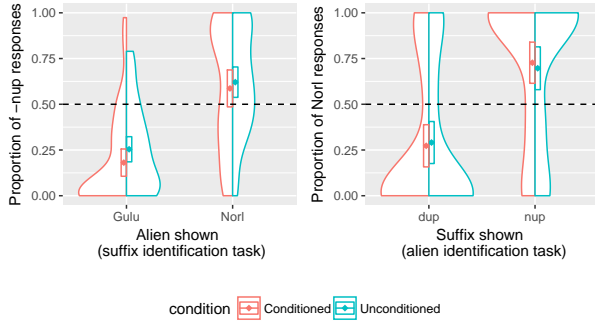 Proportion of −nup responses
1.00
0.75
0.50
0.25
0.00
Gulu Norl
Alien shown
(suffix identification task)
Proportion of Norl responses
1.00
0.75
0.50
0.25
0.00
dup nup
Suffix shown
(alien identification task)
condition Conditioned Unconditioned